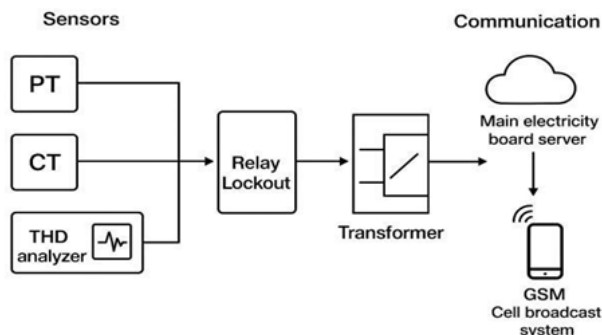 Sensors
PT
CT
THD
analyzer
Relay
Lockout
Transformer
Communication
Main electricity
board server
GSM
Cell broadcast
system